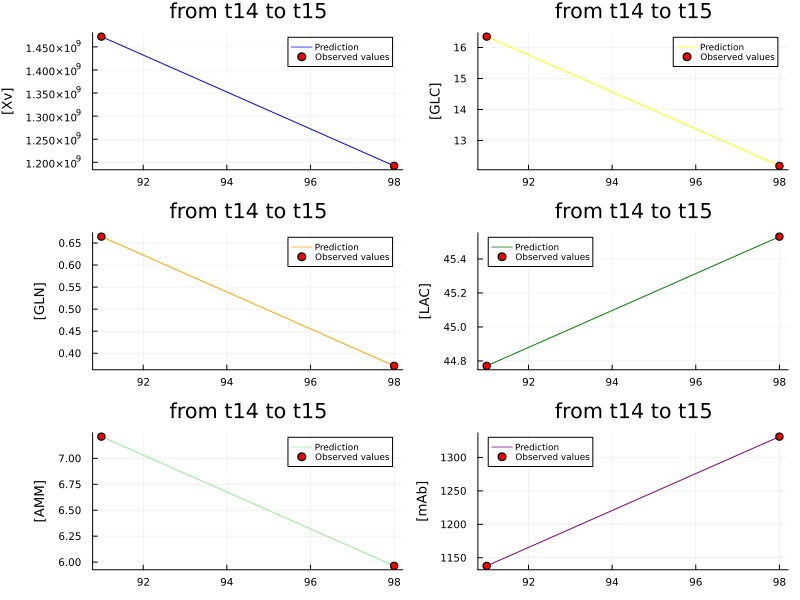 from t14 to t15
[Xv]
1.450×10⁹
1.400×10⁹
1.350×10⁹
1.300×10⁹
1.250×10⁹
1.200×10⁹
92 94 96 98
Prediction
Observed values
from t14 to t15
[GLC]
16
15
14
13
92 94 96 98
Prediction
Observed values
from t14 to t15
[GLN]
0.65
0.60
0.55
0.50
0.45
0.40
92 94 96 98
Prediction
Observed values
from t14 to t15
[LAC]
45.4
45.2
45.0
44.8
92 94 96 98
Prediction
Observed values
from t14 to t15
[AMM]
7.00
6.75
6.50
6.25
6.00
92 94 96 98
Prediction
Observed values
from t14 to t15
[mAb]
1300
1250
1200
1150
92 94 96 98
Prediction
Observed values